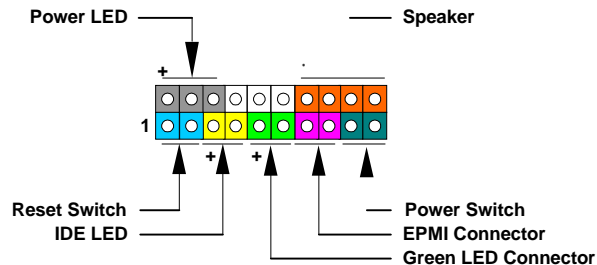 Power LED
Speaker
+
1
+ +
Reset Switch
Power Switch
IDE LED
EPMI Connector
Green LED Connector